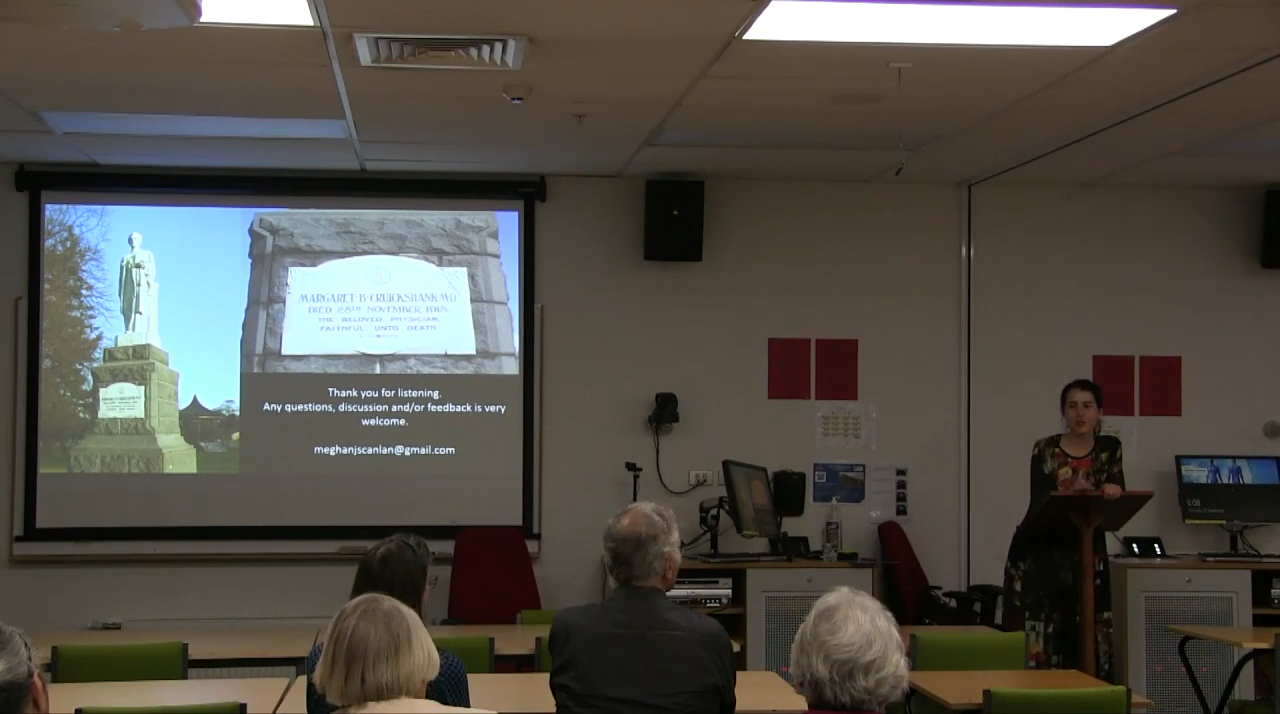 MARGARET·B·CRUICKSHANK·M·D
DIED 28TH NOVEMBER, 1918.
THE BELOVED PHYSICIAN,
FAITHFUL UNTO DEATH
Thank you for listening.
Any questions, discussion and/or feedback is very
welcome.
meghanjscanlan@gmail.com